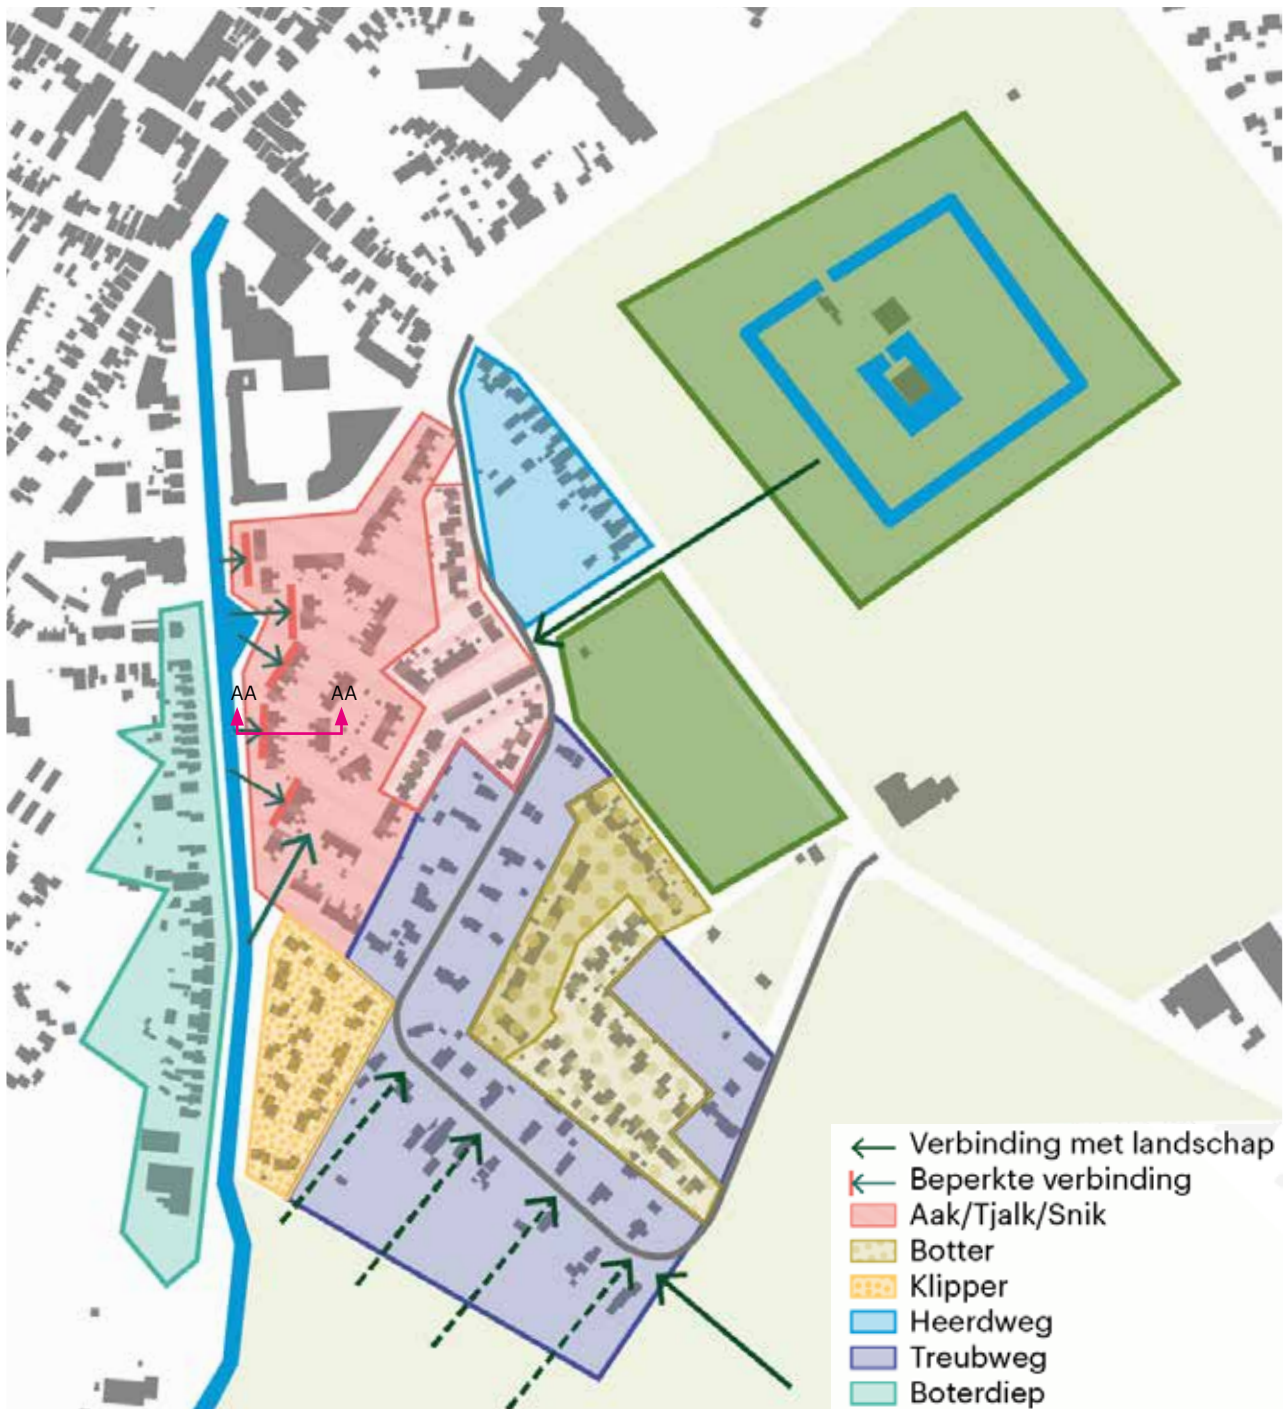 AA AA
Verbinding met landschap
Beperkte verbinding
Aak/Tjalk/Snik
Botter
Klipper
Heerdweg
Treubweg
Boterdiep